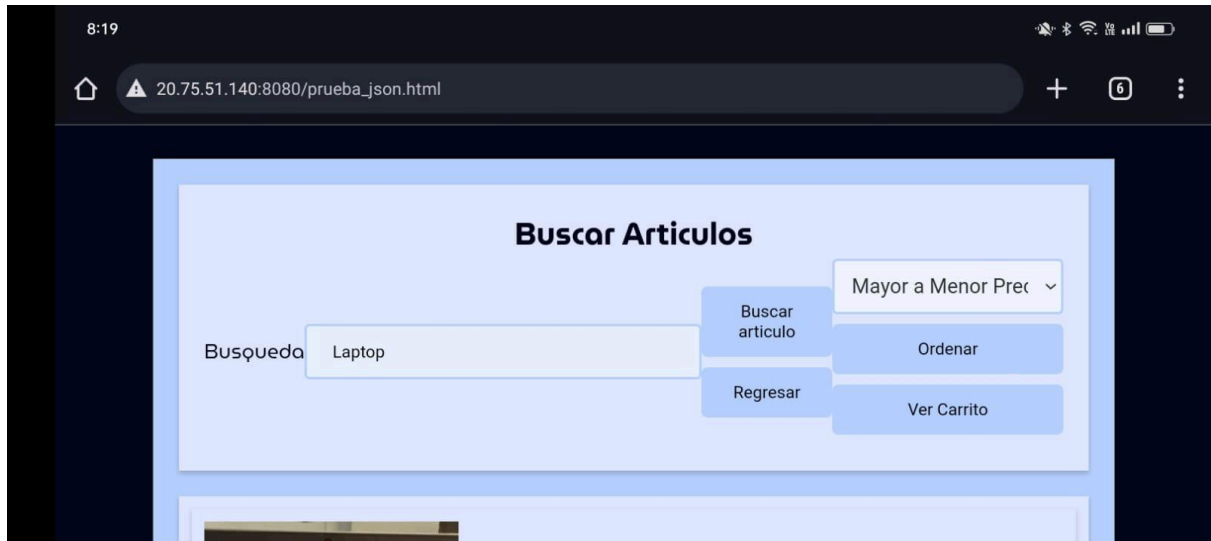 8:19
20.75.51.140:8080/prueba_json.html
6
Buscar Articulos
Busqueda
Laptop
Buscar
articulo
Regresar
Mayor a Menor Prec
Ordenar
Ver Carrito